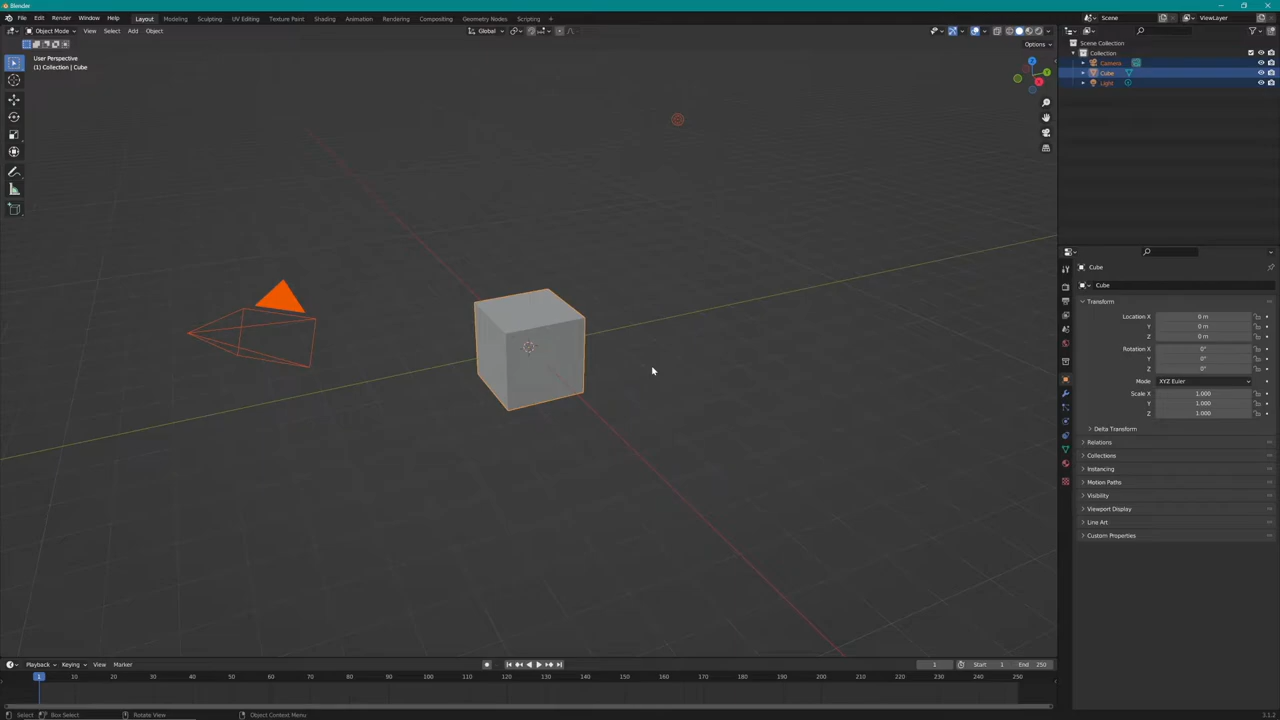 Blender
File Edit Render Window Help Layout Modeling Sculpting UV Editing Texture Paint Shading Animation Rendering Compositing Geometry Nodes Scripting Scene ViewLayer
Object Mode View Select Add Object Global
Options
User Perspective
(1) Collection | Cube
Z
Y
X
Scene Collection
Collection
Camera
Cube
Light
Cube
Cube
Transform
Location X 0 m
Y 0 m
Z 0 m
Rotation X 0°
Y 0°
Z 0°
Mode XYZ Euler
Scale X 1.000
Y 1.000
Z 1.000
Delta Transform
Relations
Collections
Instancing
Motion Paths
Visibility
Viewport Display
Line Art
Custom Properties
Playback Keying View Marker 1 Start 1 End 250
1 10 20 30 40 50 60 70 80 90 100 110 120 130 140 150 160 170 180 190 200 210 220 230 240 250
Select Box Select Rotate View Object Context Menu 3.1.2